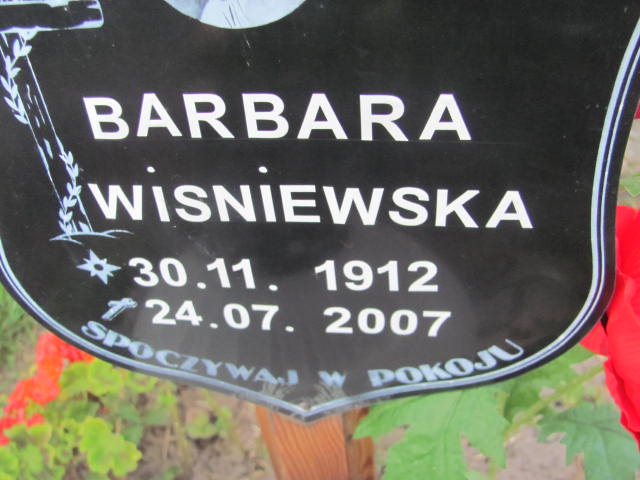 BARBARA
WiSNiEWSKA
30.11. 1912
24.07. 2007
SPOCZYWAJ W POKOJU